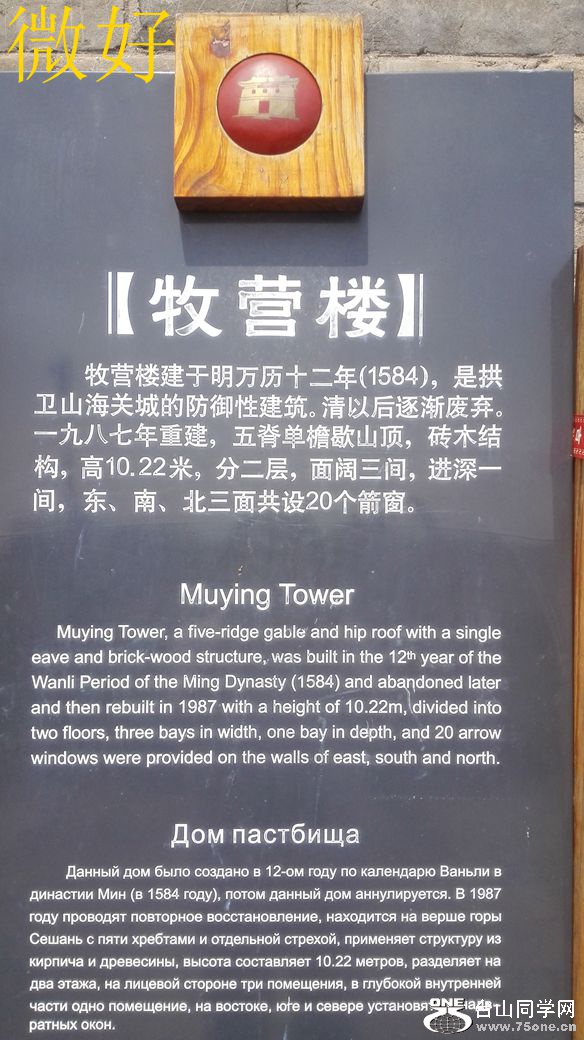 微好
【牧营楼】
牧营楼建于明万历十二年(1584)，是拱
卫山海关城的防御性建筑。清以后逐渐废弃。
一九八七年重建，五脊单檐歇山顶，砖木结
构，高10.22米，分二层，面阔三间，进深一
间，东、南、北三面共设20个箭窗。
Muying Tower
Muying Tower, a five-ridge gable and hip roof with a single
eave and brick-wood structure, was built in the 12th year of the
Wanli Period of the Ming Dynasty (1584) and abandoned later
and then rebuilt in 1987 with a height of 10.22m, divided into
two floors, three bays in width, one bay in depth, and 20 arrow
windows were provided on the walls of east, south and north.
Дом пастбища
Данный дом было создано в 12-ом году по календарю Ваньли в
династии Мин (в 1584 году), потом данный дом аннулируется. В 1987
году проводят повторное восстановление, находится на верше горы
Сешань с пяти хребтами и отдельной стрехой, применяет структуру из
кирпича и древесины, высота составляет 10.22 метров, разделяет на
два этажа, на лицевой стороне три помещения, в глубокой внутренней
части одно помещение, на востоке, юге и севере установя
ратных окон.
ONE
台山同学网
www.75one.cn